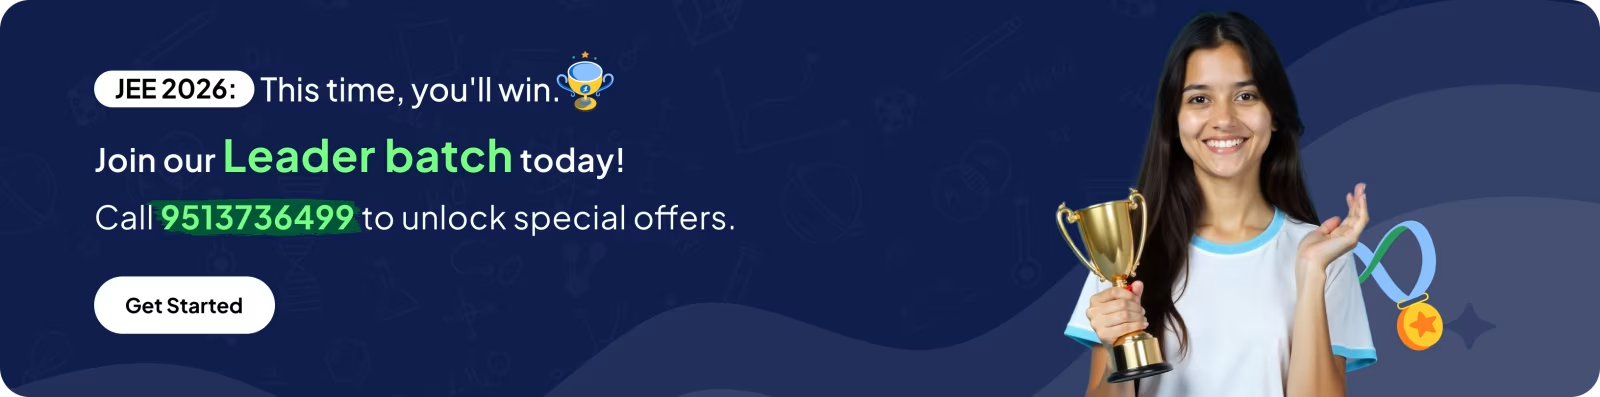 JEE 2026: This time, you'll win.
Join our Leader batch today!
Call 9513736499 to unlock special offers.
Get Started